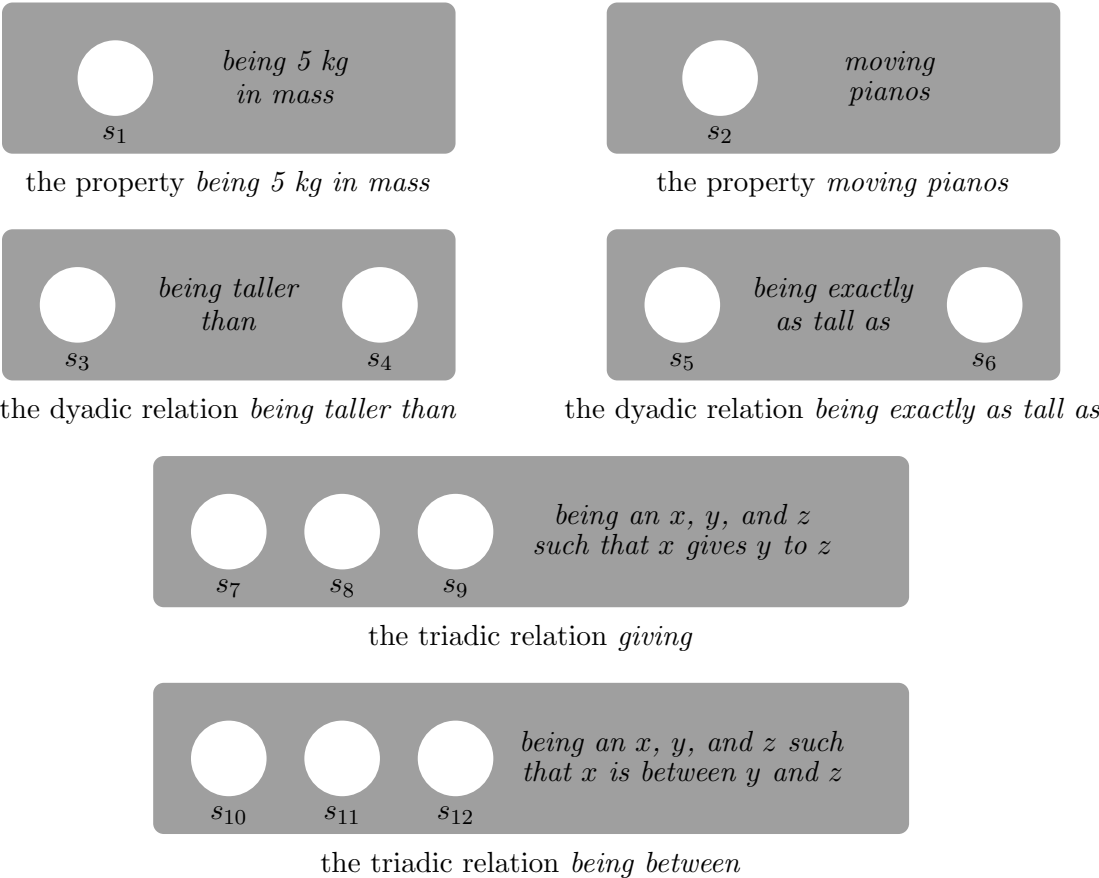 being 5 kg
in mass
s₁
the property being 5 kg in mass
moving
pianos
s₂
the property moving pianos
being taller
than
s₃ s₄
the dyadic relation being taller than
being exactly
as tall as
s₅ s₆
the dyadic relation being exactly as tall as
being an x, y, and z
such that x gives y to z
s₇ s₈ s₉
the triadic relation giving
being an x, y, and z such
that x is between y and z
s₁₀ s₁₁ s₁₂
the triadic relation being between